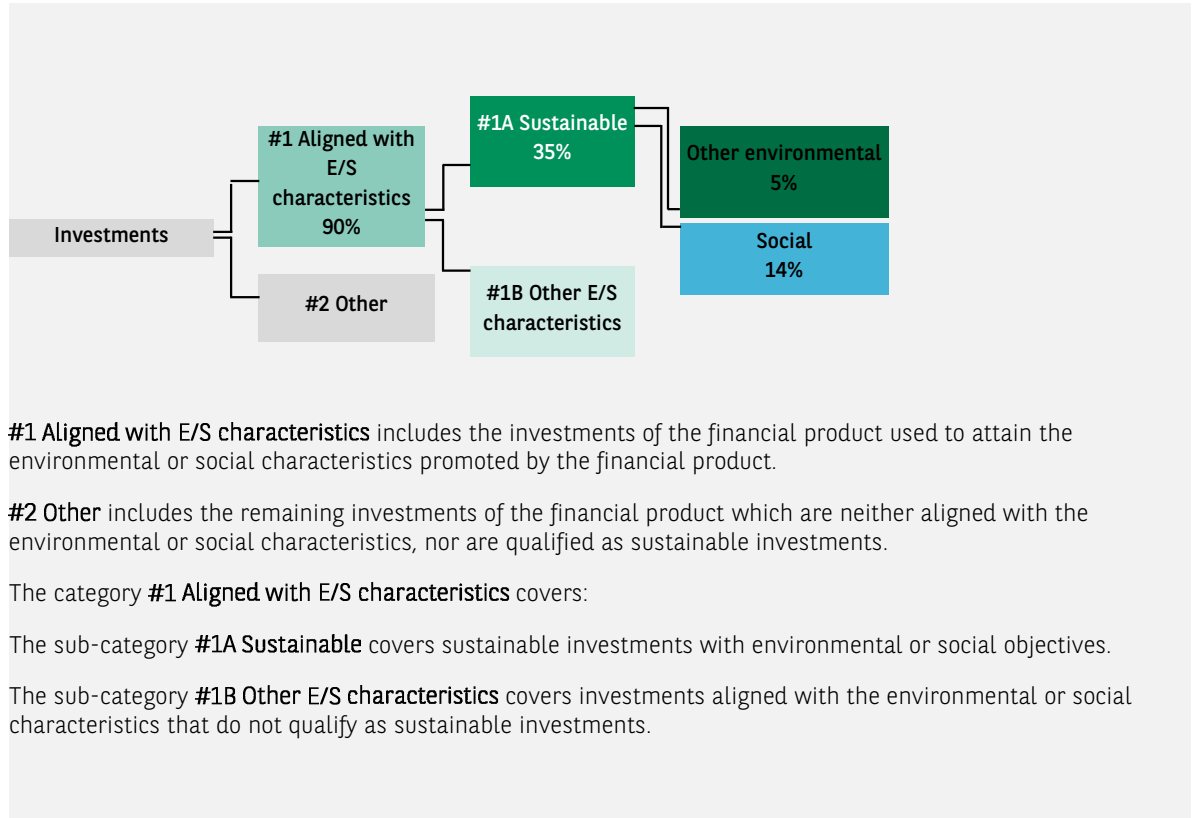 Investments
#1 Aligned with
E/S
characteristics
90%
#2 Other
#1A Sustainable
35%
#1B Other E/S
characteristics
Other environmental
5%
Social
14%
#1 Aligned with E/S characteristics includes the investments of the financial product used to attain the
environmental or social characteristics promoted by the financial product.
#2 Other includes the remaining investments of the financial product which are neither aligned with the
environmental or social characteristics, nor are qualified as sustainable investments.
The category #1 Aligned with E/S characteristics covers:
The sub-category #1A Sustainable covers sustainable investments with environmental or social objectives.
The sub-category #1B Other E/S characteristics covers investments aligned with the environmental or social
characteristics that do not qualify as sustainable investments.